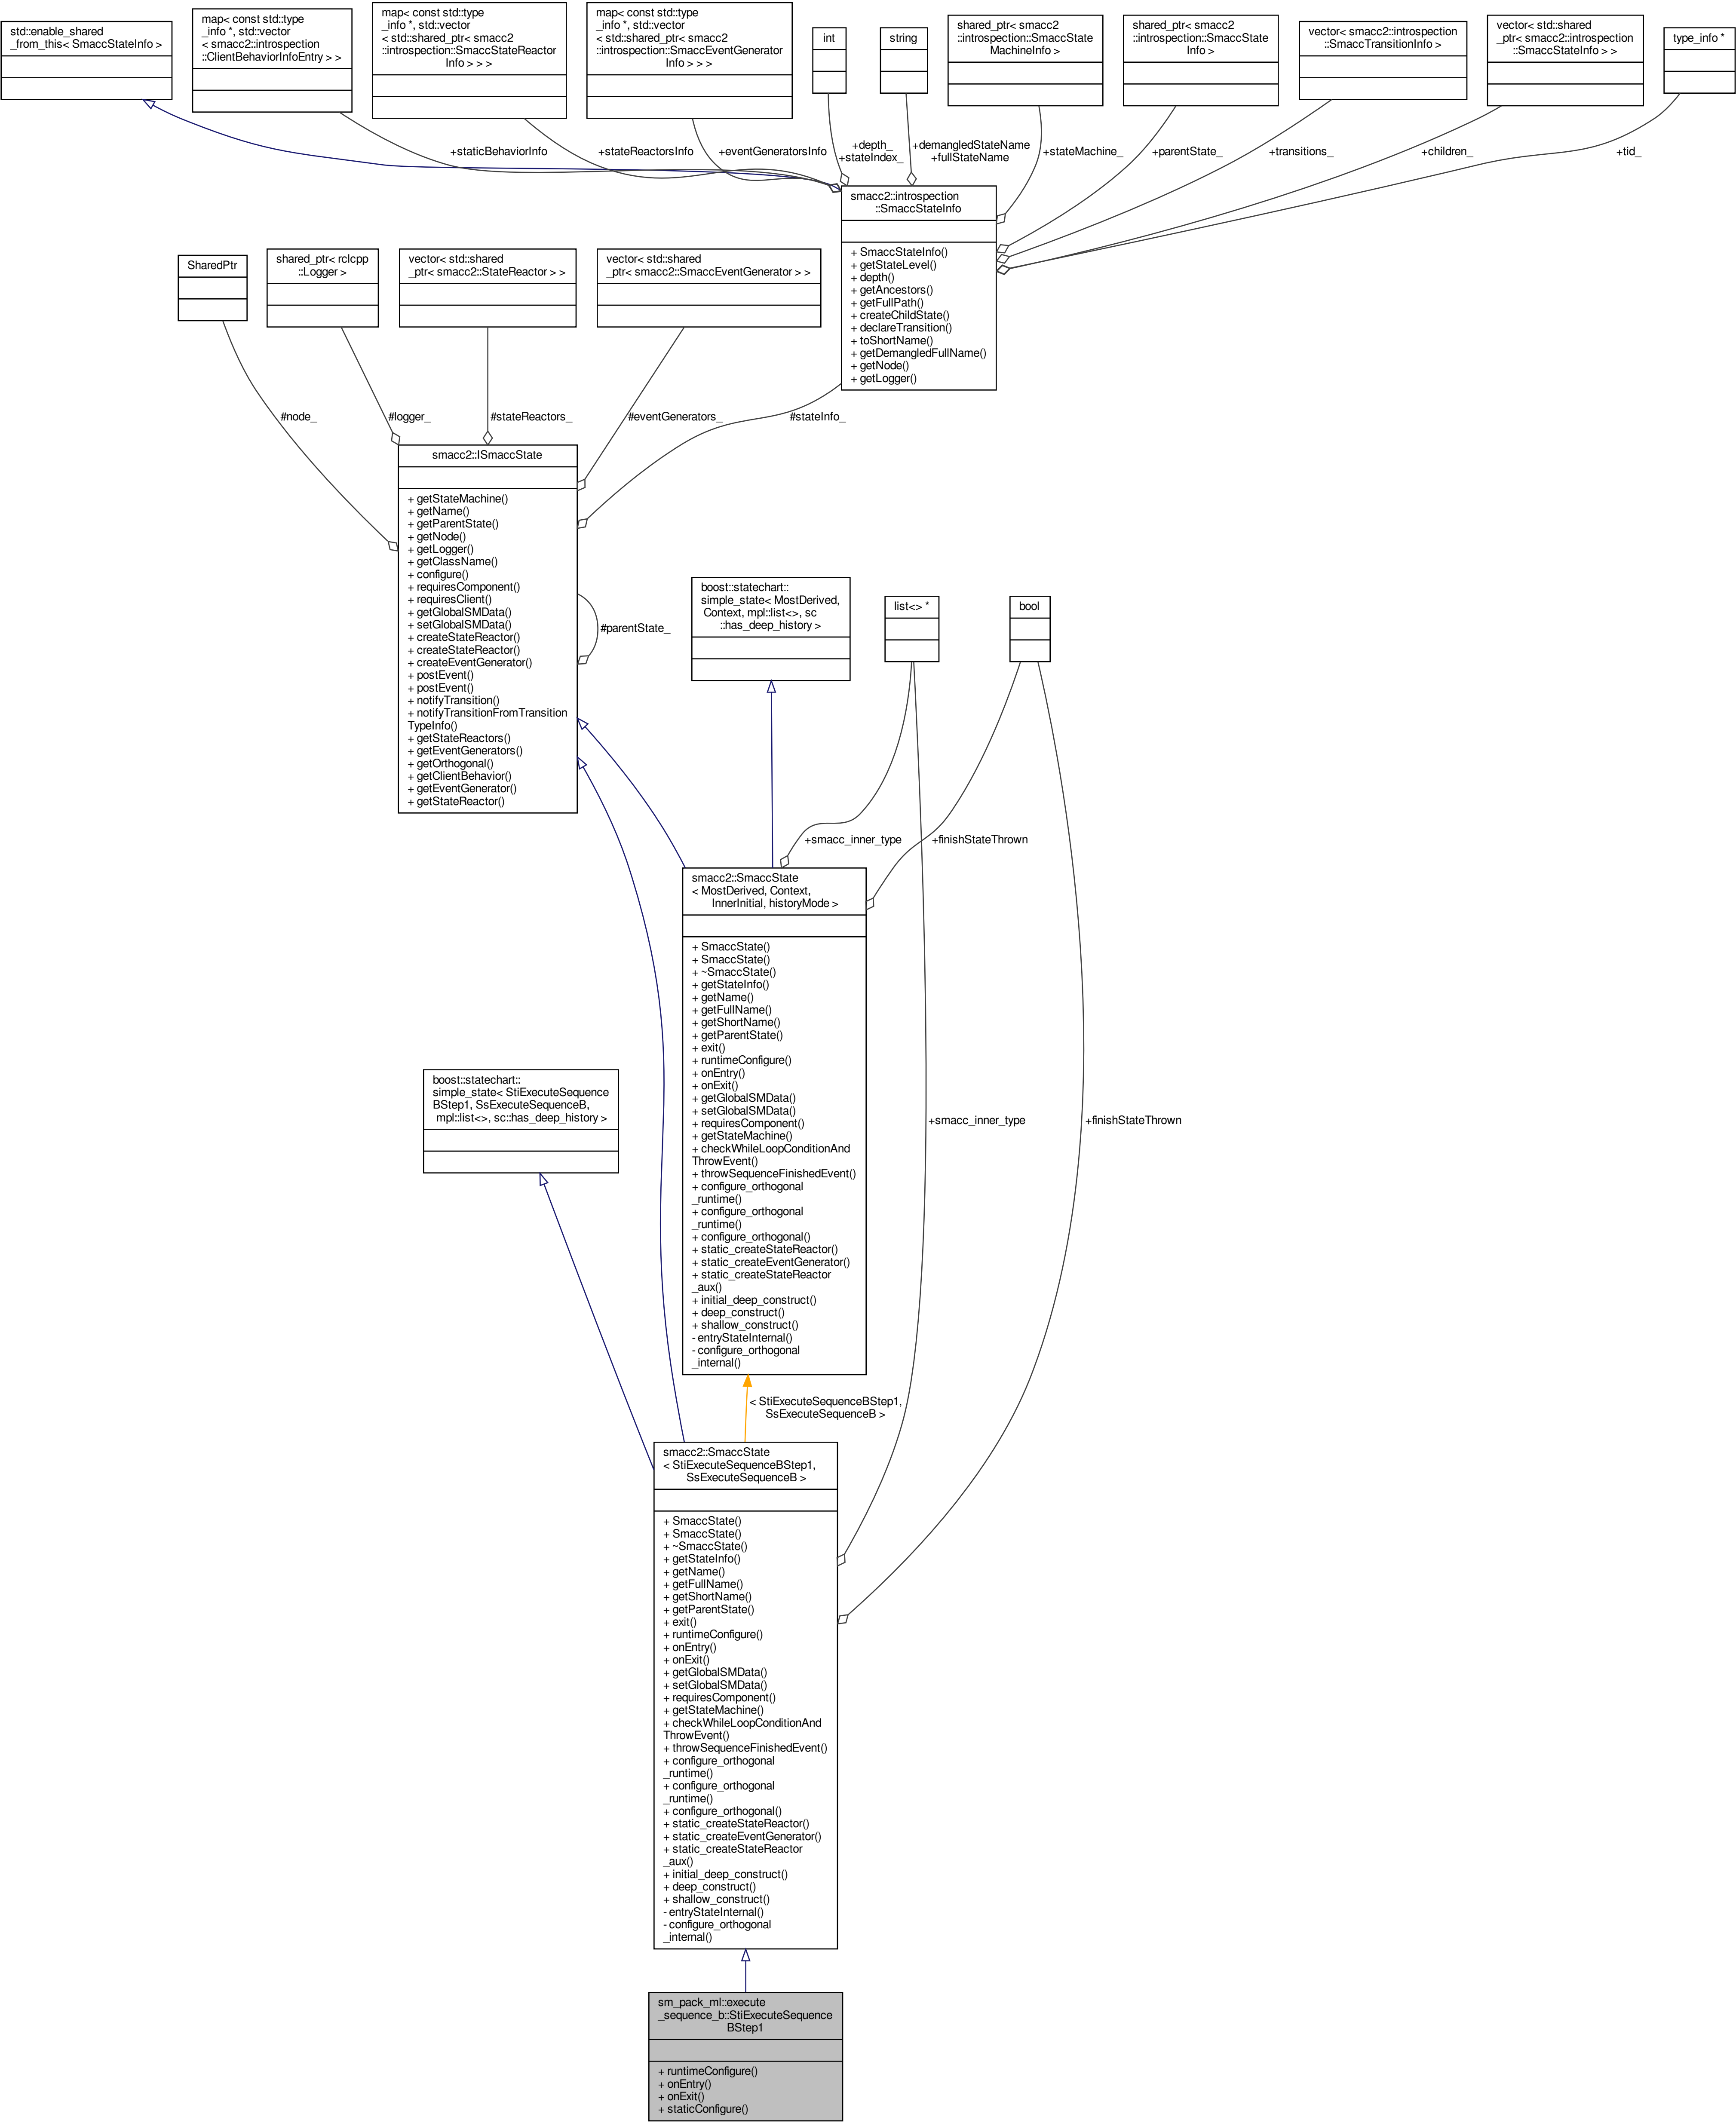 std::enable_shared
_from_this< SmaccStateInfo >
map< const std::type
_info *, std::vector
< smacc2::introspection
::ClientBehaviorInfoEntry > >
map< const std::type
_info *, std::vector
< std::shared_ptr< smacc2
::introspection::SmaccStateReactor
Info > > >
map< const std::type
_info *, std::vector
< std::shared_ptr< smacc2
::introspection::SmaccEventGenerator
Info > > >
int
string
shared_ptr< smacc2
::introspection::SmaccState
MachineInfo >
shared_ptr< smacc2
::introspection::SmaccState
Info >
vector< smacc2::introspection
::SmaccTransitionInfo >
vector< std::shared
_ptr< smacc2::introspection
::SmaccStateInfo > >
type_info *
+staticBehaviorInfo
+stateReactorsInfo
+eventGeneratorsInfo
+depth_
+stateIndex_
+demangledStateName
+fullStateName
+stateMachine_
+parentState_
+transitions_
+children_
+tid_
smacc2::introspection
::SmaccStateInfo
+ SmaccStateInfo()
+ getStateLevel()
+ depth()
+ getAncestors()
+ getFullPath()
+ createChildState()
+ declareTransition()
+ toShortName()
+ getDemangledFullName()
+ getNode()
+ getLogger()
SharedPtr
shared_ptr< rclcpp
::Logger >
vector< std::shared
_ptr< smacc2::StateReactor > >
vector< std::shared
_ptr< smacc2::SmaccEventGenerator > >
#node_
#logger_
#stateReactors_
#eventGenerators_
#stateInfo_
smacc2::ISmaccState
+ getStateMachine()
+ getName()
+ getParentState()
+ getNode()
+ getLogger()
+ getClassName()
+ configure()
+ requiresComponent()
+ requiresClient()
+ getGlobalSMData()
+ setGlobalSMData()
+ createStateReactor()
+ createStateReactor()
+ createEventGenerator()
+ postEvent()
+ postEvent()
+ notifyTransition()
+ notifyTransitionFromTransition
TypeInfo()
+ getStateReactors()
+ getEventGenerators()
+ getOrthogonal()
+ getClientBehavior()
+ getEventGenerator()
+ getStateReactor()
#parentState_
boost::statechart::
simple_state< MostDerived,
Context, mpl::list<>, sc
::has_deep_history >
list<> *
bool
+smacc_inner_type
+finishStateThrown
smacc2::SmaccState
< MostDerived, Context,
InnerInitial, historyMode >
+ SmaccState()
+ SmaccState()
+ ~SmaccState()
+ getStateInfo()
+ getName()
+ getFullName()
+ getShortName()
+ getParentState()
+ exit()
+ runtimeConfigure()
+ onEntry()
+ onExit()
+ getGlobalSMData()
+ setGlobalSMData()
+ requiresComponent()
+ getStateMachine()
+ checkWhileLoopConditionAnd
ThrowEvent()
+ throwSequenceFinishedEvent()
+ configure_orthogonal
_runtime()
+ configure_orthogonal
_runtime()
+ configure_orthogonal()
+ static_createStateReactor()
+ static_createEventGenerator()
+ static_createStateReactor
_aux()
+ initial_deep_construct()
+ deep_construct()
+ shallow_construct()
- entryStateInternal()
- configure_orthogonal
_internal()
boost::statechart::
simple_state< StiExecuteSequence
BStep1, SsExecuteSequenceB,
mpl::list<>, sc::has_deep_history >
+smacc_inner_type
+finishStateThrown
< StiExecuteSequenceBStep1,
SsExecuteSequenceB >
smacc2::SmaccState
< StiExecuteSequenceBStep1,
SsExecuteSequenceB >
+ SmaccState()
+ SmaccState()
+ ~SmaccState()
+ getStateInfo()
+ getName()
+ getFullName()
+ getShortName()
+ getParentState()
+ exit()
+ runtimeConfigure()
+ onEntry()
+ onExit()
+ getGlobalSMData()
+ setGlobalSMData()
+ requiresComponent()
+ getStateMachine()
+ checkWhileLoopConditionAnd
ThrowEvent()
+ throwSequenceFinishedEvent()
+ configure_orthogonal
_runtime()
+ configure_orthogonal
_runtime()
+ configure_orthogonal()
+ static_createStateReactor()
+ static_createEventGenerator()
+ static_createStateReactor
_aux()
+ initial_deep_construct()
+ deep_construct()
+ shallow_construct()
- entryStateInternal()
- configure_orthogonal
_internal()
sm_pack_ml::execute
_sequence_b::StiExecuteSequence
BStep1
+ runtimeConfigure()
+ onEntry()
+ onExit()
+ staticConfigure()